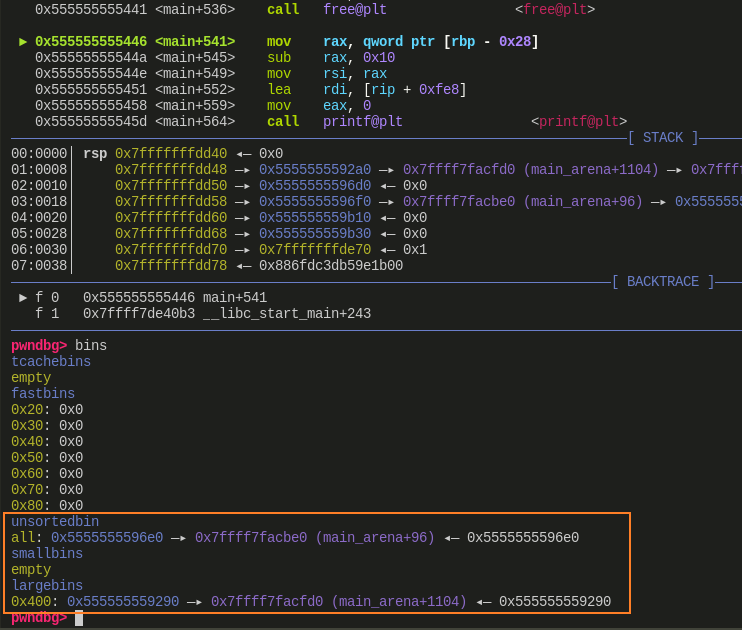 0x555555555441 <main+536>    call   free@plt                <free@plt>
► 0x555555555446 <main+541>    mov    rax, qword ptr [rbp - 0x28]
0x55555555544a <main+545>    sub    rax, 0x10
0x55555555544e <main+549>    mov    rsi, rax
0x555555555451 <main+552>    lea    rdi, [rip + 0xfe8]
0x555555555458 <main+559>    mov    eax, 0
0x55555555545d <main+564>    call   printf@plt                <printf@plt>
[ STACK ]
00:0000│ rsp 0x7fffffffdd40 ◂— 0x0
01:0008│     0x7fffffffdd48 —▸ 0x5555555592a0 —▸ 0x7ffff7facfd0 (main_arena+1104) —▸ 0x7ffff
02:0010│     0x7fffffffdd50 —▸ 0x5555555596d0 ◂— 0x0
03:0018│     0x7fffffffdd58 —▸ 0x5555555596f0 —▸ 0x7ffff7facbe0 (main_arena+96) —▸ 0x555555
04:0020│     0x7fffffffdd60 —▸ 0x555555559b10 ◂— 0x0
05:0028│     0x7fffffffdd68 —▸ 0x555555559b30 ◂— 0x0
06:0030│     0x7fffffffdd70 —▸ 0x7fffffffde70 ◂— 0x1
07:0038│     0x7fffffffdd78 ◂— 0x886fdc3db59e1b00
[ BACKTRACE ]
► f 0   0x555555555446 main+541
f 1   0x7ffff7de40b3 __libc_start_main+243
pwndbg> bins
tcachebins
empty
fastbins
0x20: 0x0
0x30: 0x0
0x40: 0x0
0x50: 0x0
0x60: 0x0
0x70: 0x0
0x80: 0x0
unsortedbin
all: 0x5555555596e0 —▸ 0x7ffff7facbe0 (main_arena+96) ◂— 0x5555555596e0
smallbins
empty
largebins
0x400: 0x555555559290 —▸ 0x7ffff7facfd0 (main_arena+1104) ◂— 0x555555559290
pwndbg>